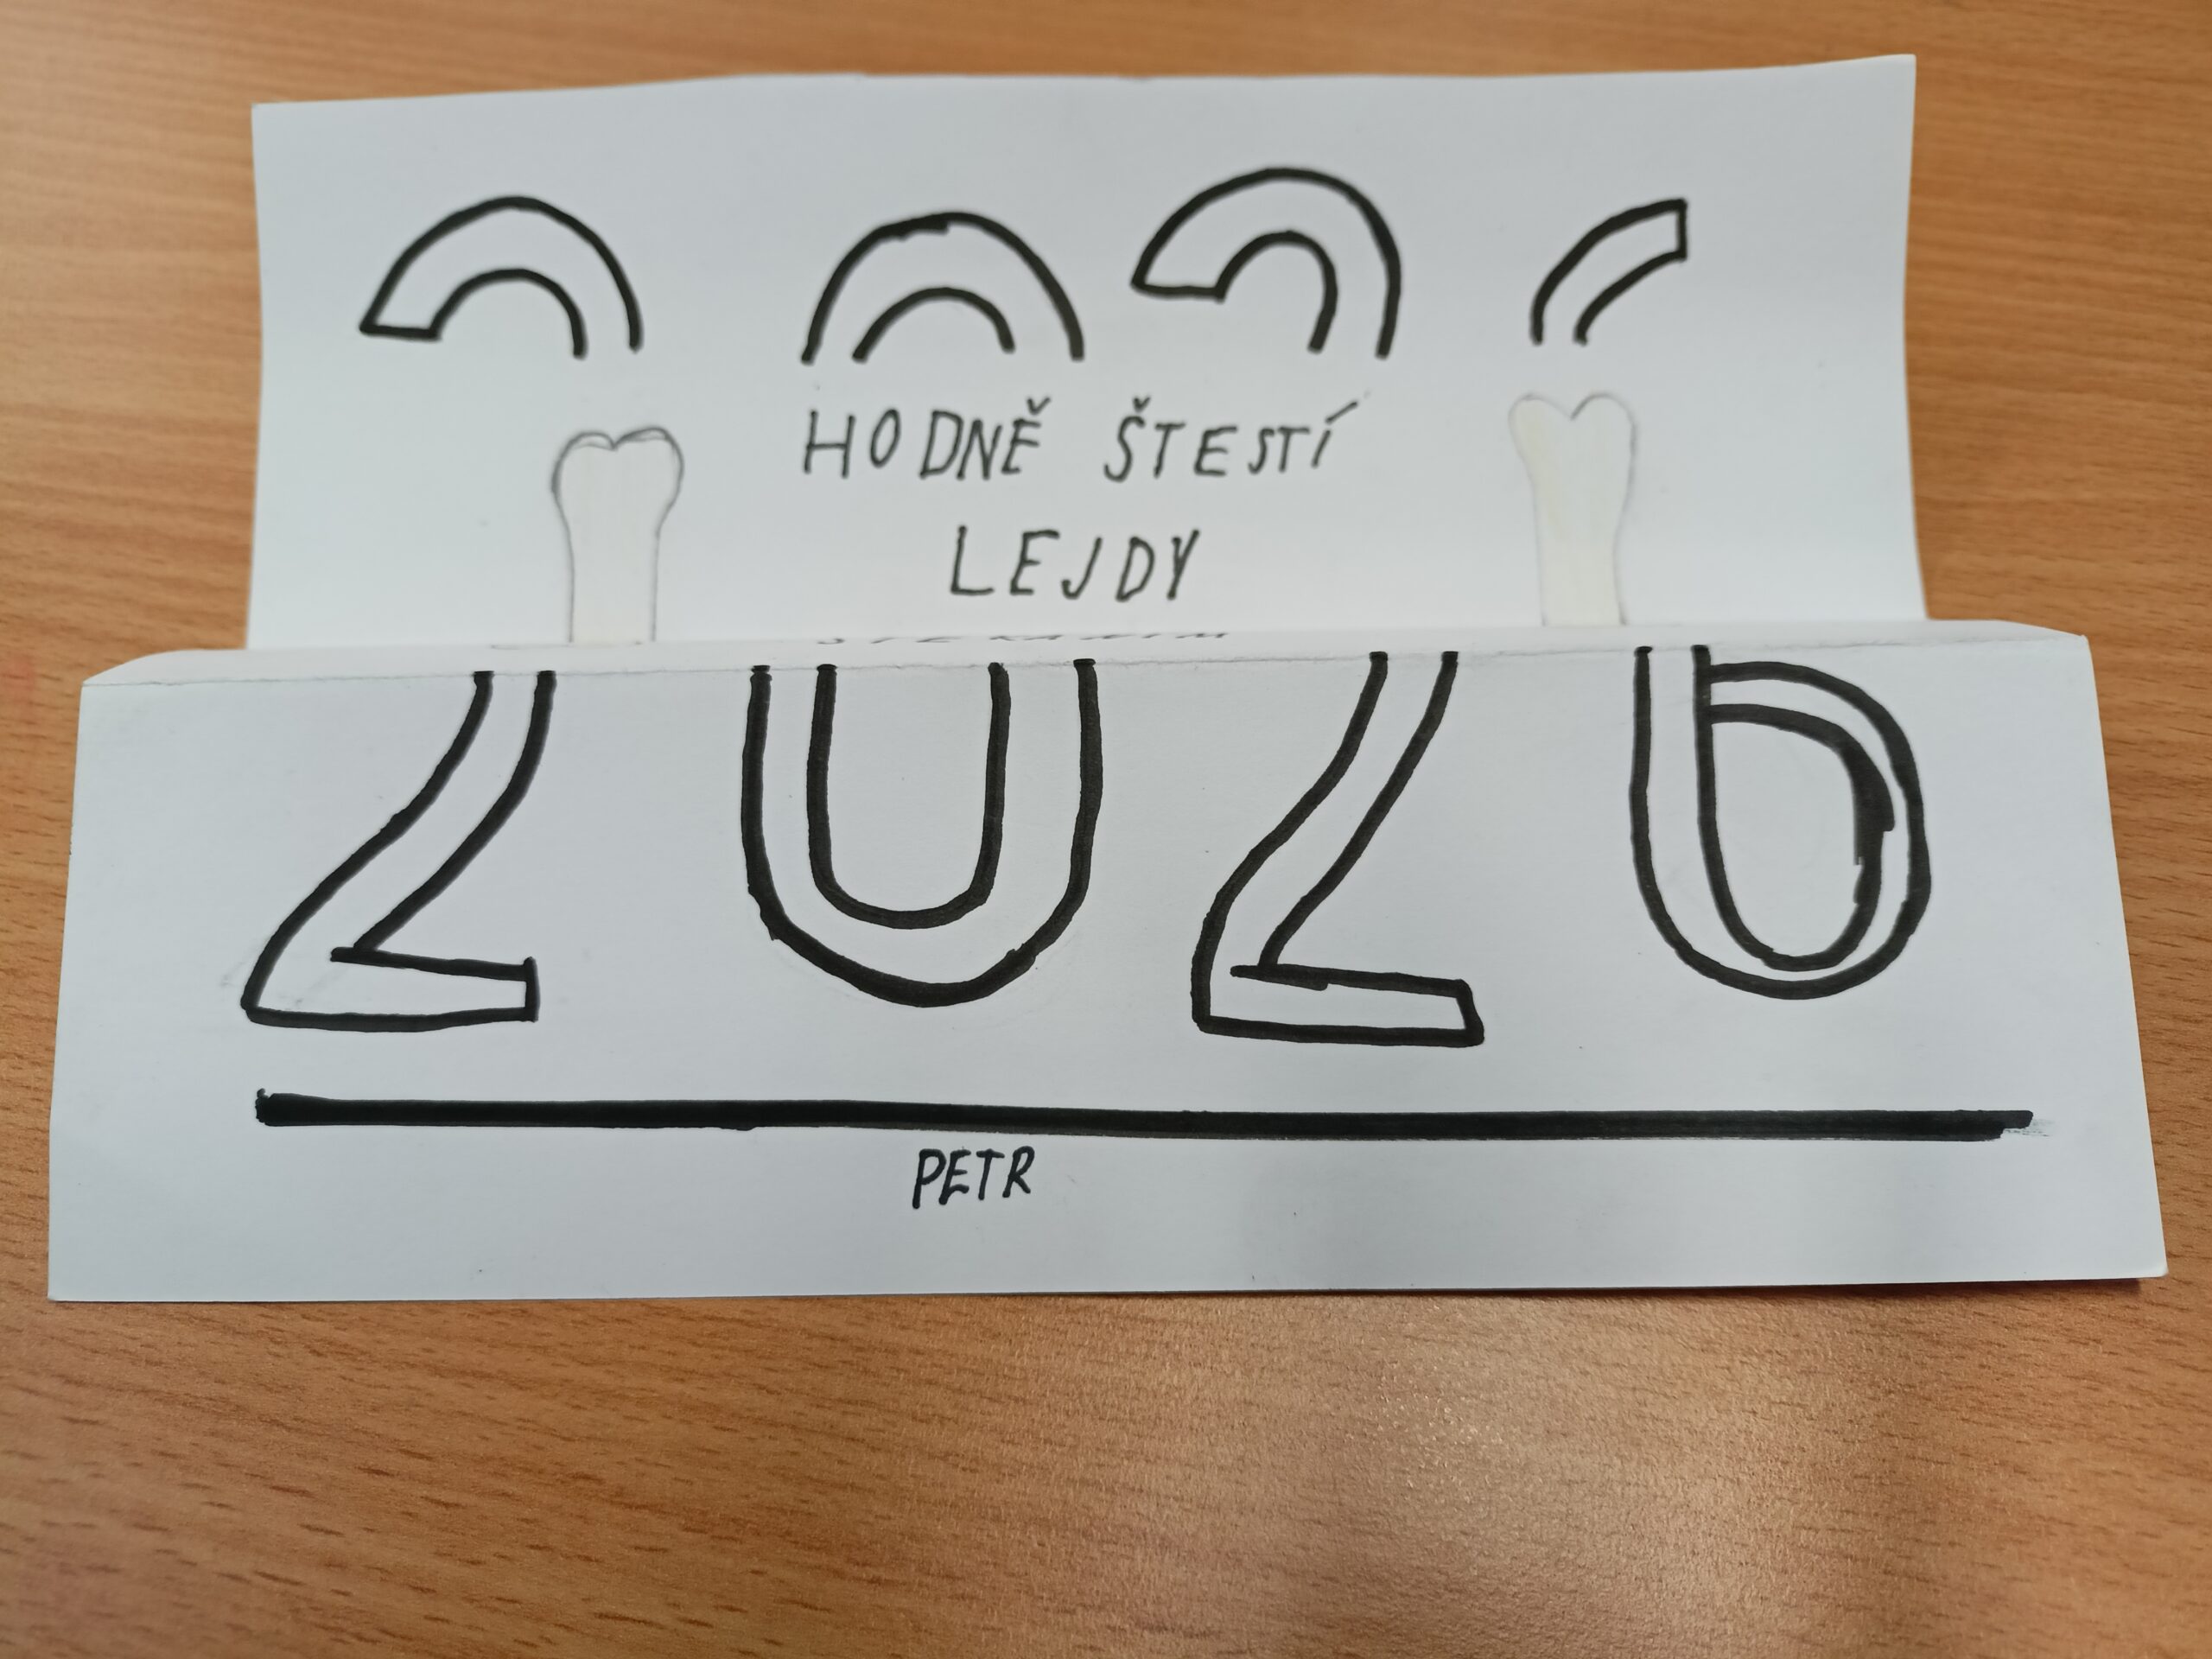 HODNĚ ŠTESTÍ
LEJDY
2026
PETR